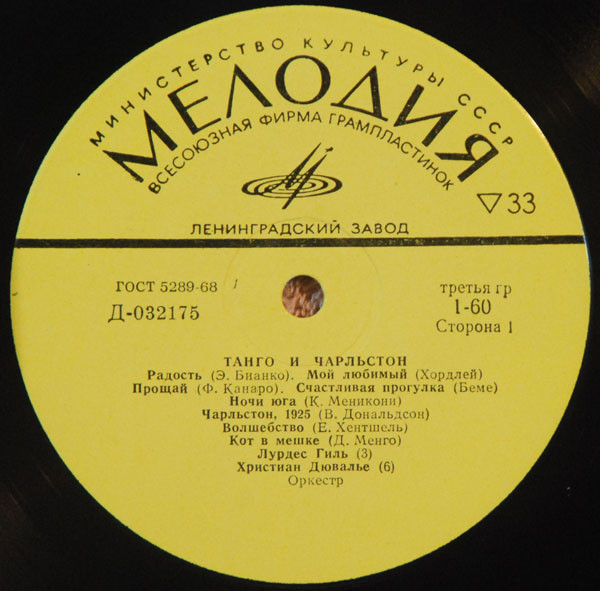 МИНИСТЕРСТВО КУЛЬТУРЫ СССР
МЕЛОДИЯ
ВСЕСОЮЗНАЯ ФИРМА ГРАМПЛАСТИНОК
▽33
ЛЕНИНГРАДСКИЙ ЗАВОД
ГОСТ 5289-68
третья гр
Д-032175
1-60
Сторона 1
ТАНГО И ЧАРЛЬСТОН
Радость (Э. Бианко). Мой любимый (Хордлей)
Прощай (Ф. Канаро). Счастливая прогулка (Беме)
Ночи юга (К. Меникони)
Чарльстон, 1925 (В. Дональдсон)
Волшебство (Е. Хентшель)
Кот в мешке (Д. Менго)
Лурдес Гиль (3)
Христиан Дювалье (6)
Оркестр